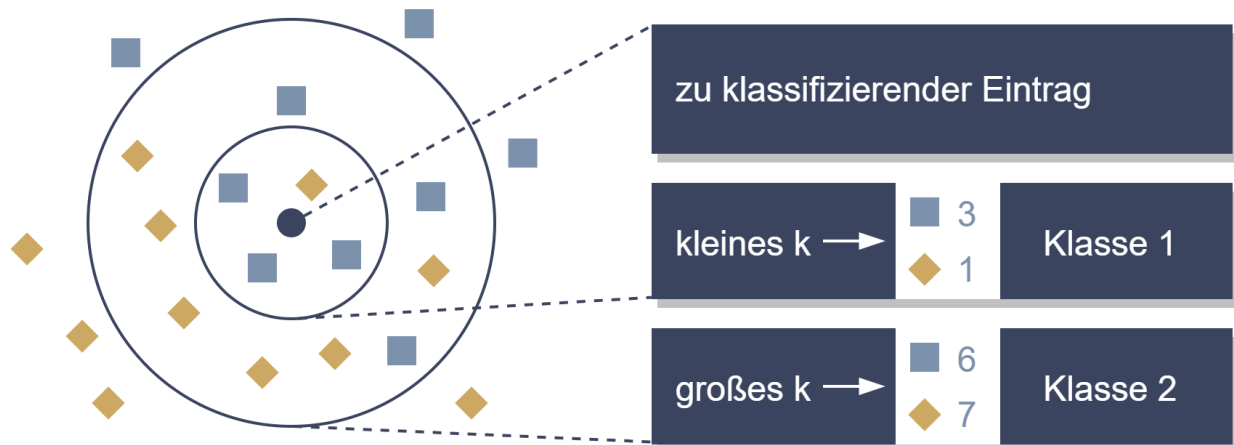 zu klassifizierender Eintrag
kleines k
3
1
Klasse 1
großes k
6
7
Klasse 2